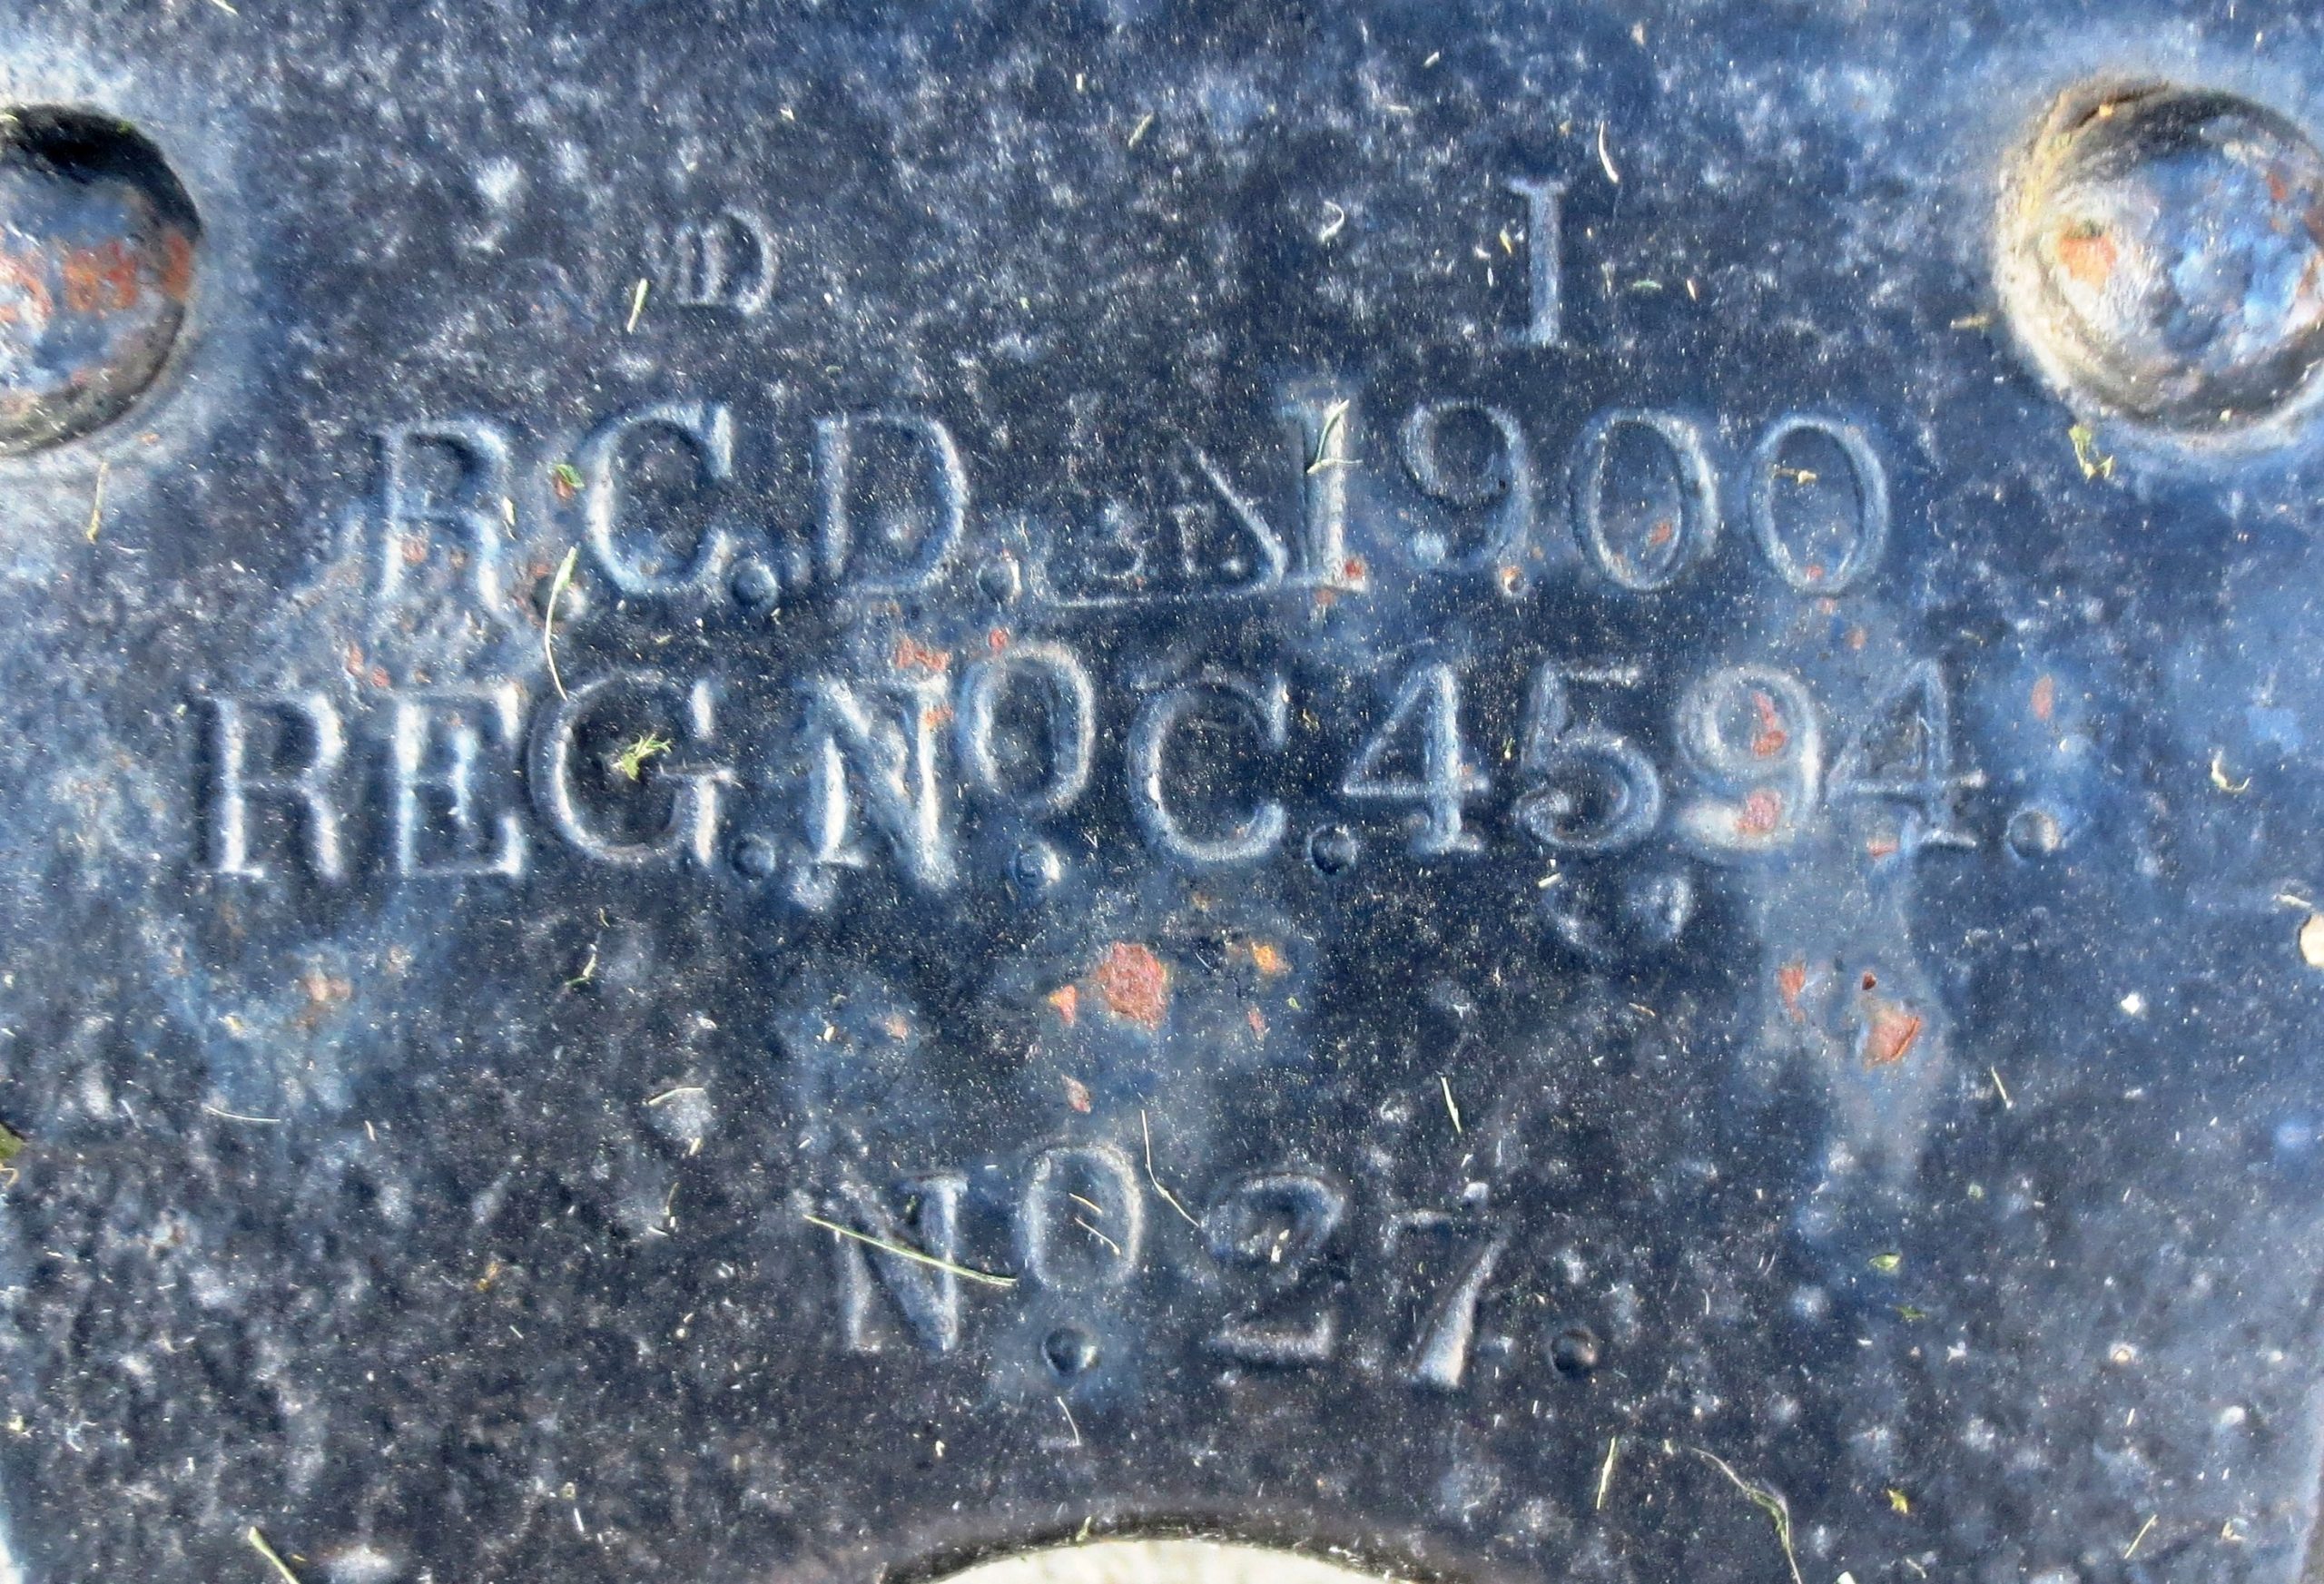 I
R.C.D. 1900
REG. Nº. C. 4594.
Nº. 27.